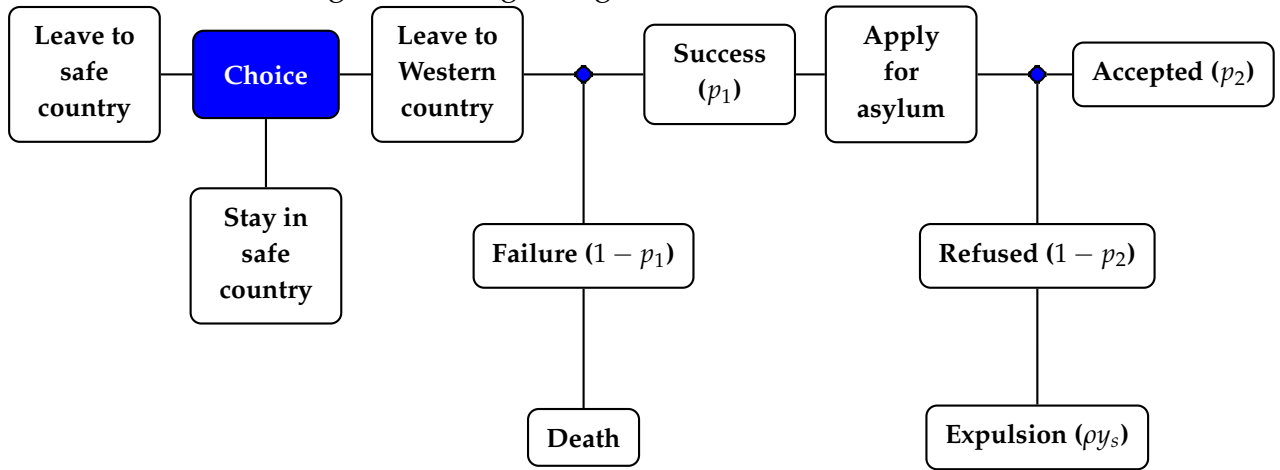 Leave to
safe
country
Choice
Leave to
Western
country
Success
(p₁)
Apply
for
asylum
Accepted (p₂)
Stay in
safe
country
Failure (1 − p₁)
Refused (1 − p₂)
Death
Expulsion (ρyₛ)